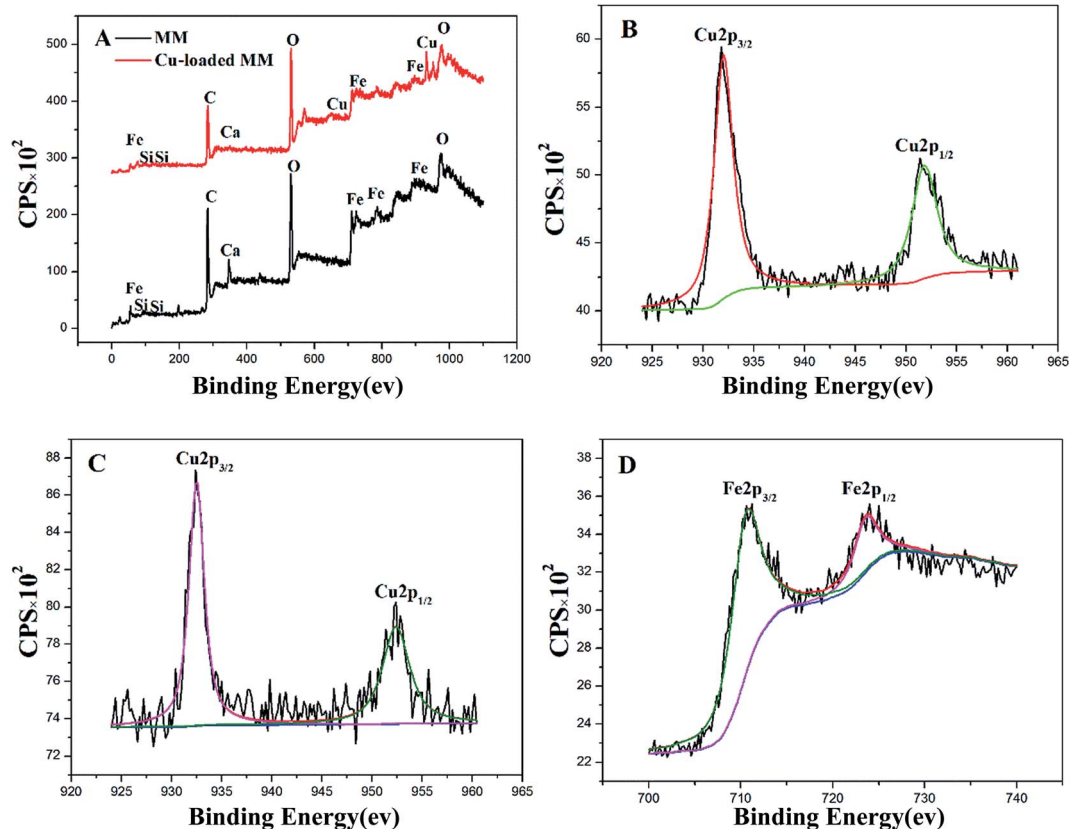 A
MM
Cu-loaded MM
CPS×10²
500
400
300
200
100
0
Fe
SiSi
C
Ca
O
Cu
Fe
Fe
Cu
O
Fe
SiSi
C
Ca
O
Fe
Fe
Fe
O
0 200 400 600 800 1000 1200
Binding Energy(ev)
B
Cu2p3/2
Cu2p1/2
CPS×10²
60
55
50
45
40
920 925 930 935 940 945 950 955 960 965
Binding Energy(ev)
C
Cu2p3/2
Cu2p1/2
CPS×10²
88
86
84
82
80
78
76
74
72
920 925 930 935 940 945 950 955 960 965
Binding Energy(ev)
D
Fe2p3/2
Fe2p1/2
CPS×10²
38
36
34
32
30
28
26
24
22
700 710 720 730 740
Binding Energy(ev)